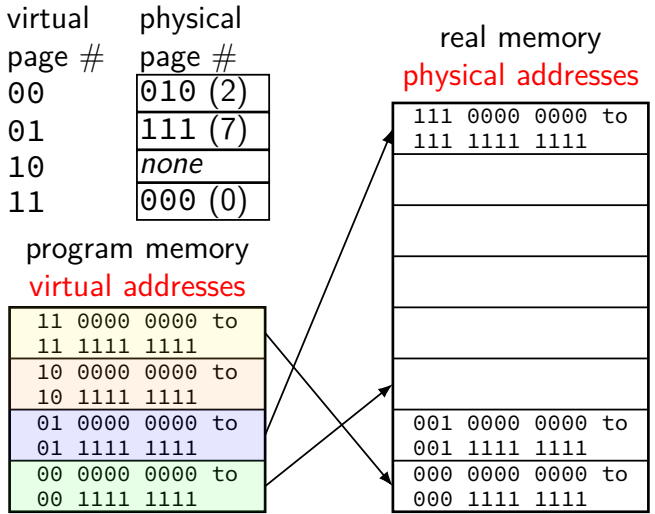 virtual physical
page # page #
00 010 (2)
01 111 (7)
10 none
11 000 (0)
program memory
virtual addresses
11 0000 0000 to
11 1111 1111
10 0000 0000 to
10 1111 1111
01 0000 0000 to
01 1111 1111
00 0000 0000 to
00 1111 1111
real memory
physical addresses
111 0000 0000 to
111 1111 1111
001 0000 0000 to
001 1111 1111
000 0000 0000 to
000 1111 1111